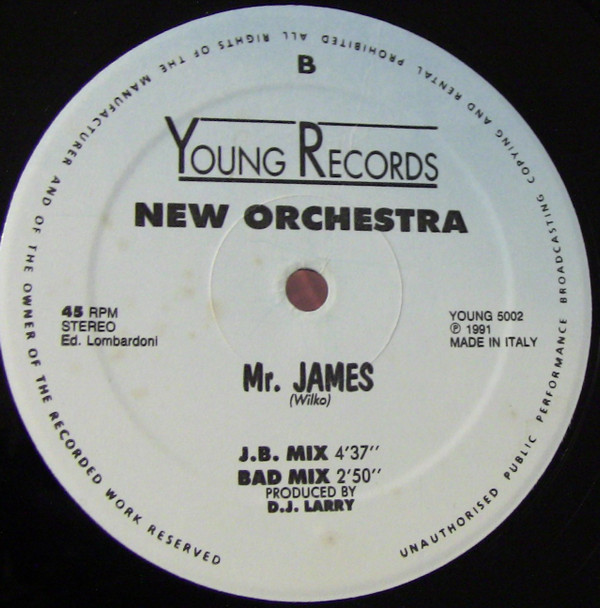 B
YOUNG RECORDS
NEW ORCHESTRA
45 RPM
STEREO
Ed. Lombardoni
YOUNG 5002
℗ 1991
MADE IN ITALY
Mr. JAMES
(Wilko)
J.B. MIX 4'37''
BAD MIX 2'50''
PRODUCED BY
D.J. LARRY
ALL RIGHTS OF THE MANUFACTURER AND OF THE OWNER OF THE RECORDED WORK RESERVED
UNAUTHORISED PUBLIC PERFORMANCE BROADCASTING COPYING AND RENTAL PROHIBITED